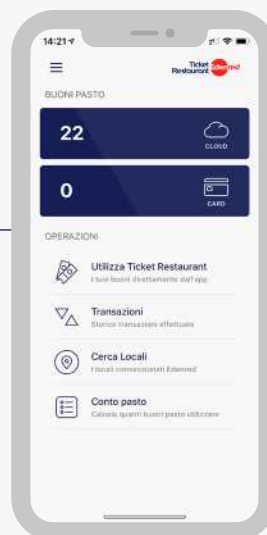 14:21
Ticket
Restaurant Edenred
BUONI PASTO
22
CLOUD
0
CARD
OPERAZIONI
Utilizza Ticket Restaurant
I tuoi buoni direttamente dall'app
Transazioni
Storico transazioni effettuate
Cerca Locali
I locali convenzionati Edenred
Conto pasto
Calcola quanti buoni pasto utilizzare